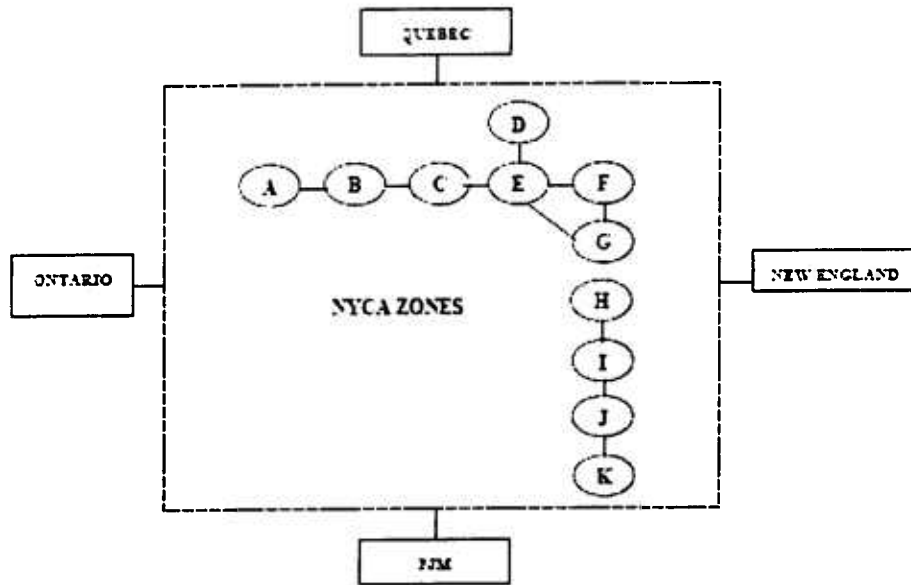 QUEBEC
D
A B C E F
G
ONTARIO
NEW ENGLAND
H
NYCA ZONES
I
J
K
PJM